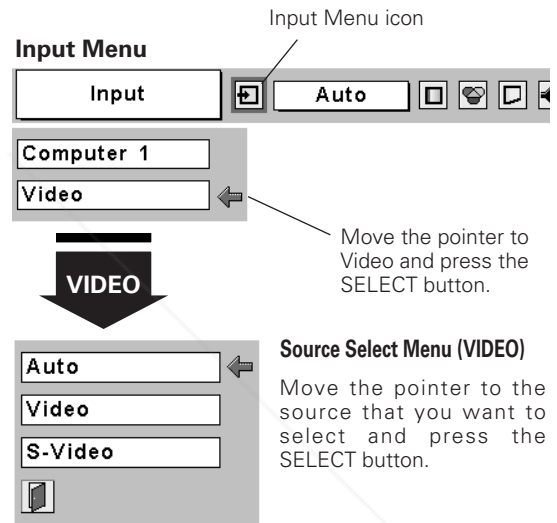 Input Menu icon
Input Menu
Input
Auto
Computer 1
Video
Move the pointer to
Video and press the
SELECT button.
VIDEO
Auto
Video
S-Video
Source Select Menu (VIDEO)
Move the pointer to the
source that you want to
select and press the
SELECT button.